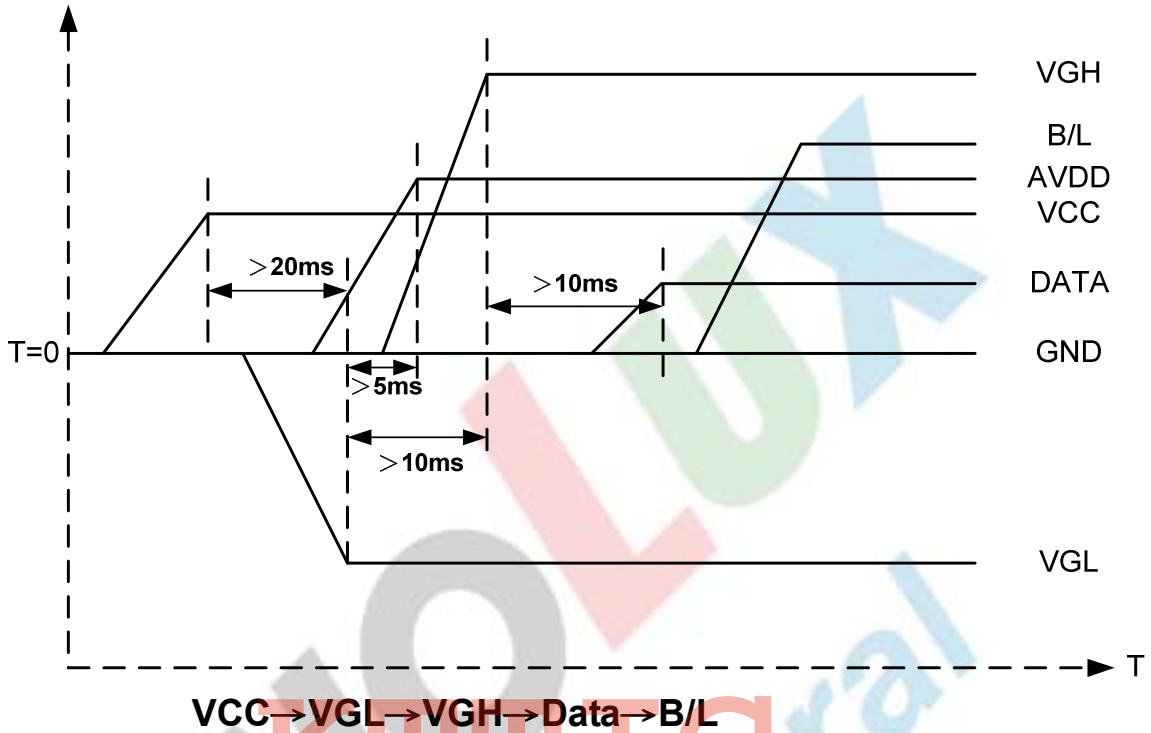 VGH
B/L
AVDD
VCC
>20ms
>10ms
DATA
T=0
GND
>5ms
>10ms
VGL
T
VCC→VGL→VGH→Data→B/L